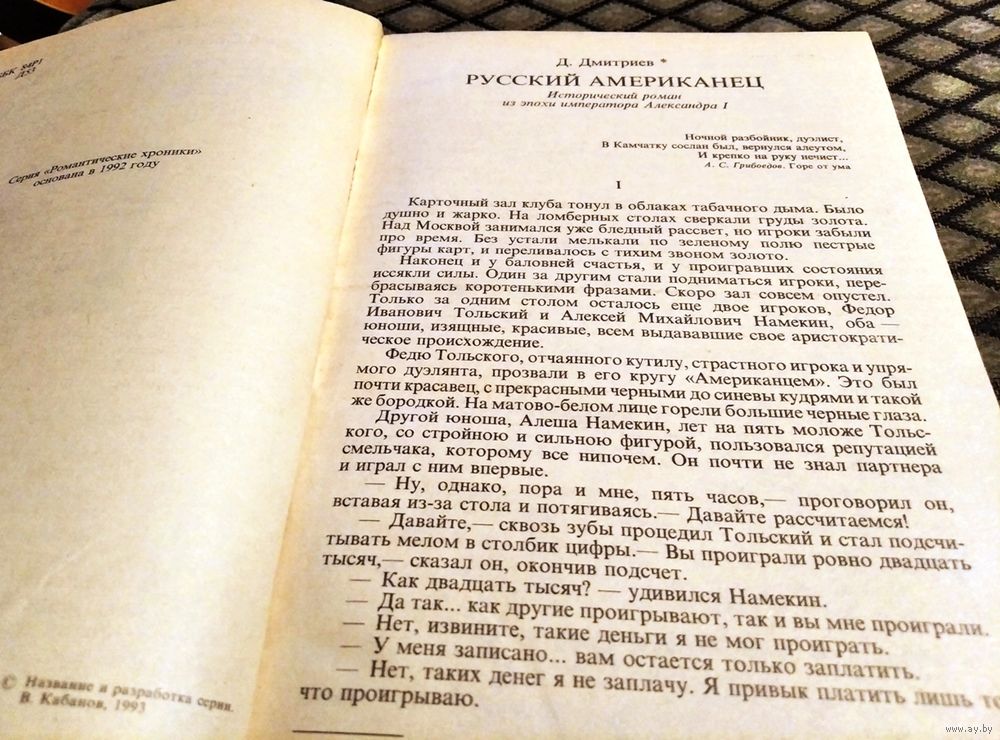 ББК 84Р1
Д53
Серия «Романтические хроники»
основана в 1992 году
© Название и разработка серии.
В. Кабанов, 1993
Д. Дмитриев *
РУССКИЙ АМЕРИКАНЕЦ
Исторический роман
из эпохи императора Александра I
Ночной разбойник, дуэлист,
В Камчатку сослан был, вернулся алеутом,
И крепко на руку нечист...
А. С. Грибоедов. Горе от ума
I
Карточный зал клуба тонул в облаках табачного дыма. Было
душно и жарко. На ломберных столах сверкали груды золота.
Над Москвой занимался уже бледный рассвет, но игроки забыли
про время. Без устали мелькали по зеленому полю пестрые
фигуры карт, и переливалось с тихим звоном золото.
Наконец и у баловней счастья, и у проигравших состояния
иссякли силы. Один за другим стали подниматься игроки, пере-
брасываясь коротенькими фразами. Скоро зал совсем опустел.
Только за одним столом осталось еще двое игроков, Федор
Иванович Тольский и Алексей Михайлович Намекин, оба —
юноши, изящные, красивые, всем выдававшие свое аристократи-
ческое происхождение.
Федю Тольского, отчаянного кутилу, страстного игрока и упря-
мого дуэлянта, прозвали в его кругу «Американцем». Это был
почти красавец, с прекрасными черными до синевы кудрями и такой
же бородкой. На матово-белом лице горели большие черные глаза.
Другой юноша, Алеша Намекин, лет на пять моложе Тольс-
кого, со стройною и сильною фигурой, пользовался репутацией
смельчака, которому все нипочем. Он почти не знал партнера
и играл с ним впервые.
— Ну, однако, пора и мне, пять часов,— проговорил он,
вставая из-за стола и потягиваясь.— Давайте рассчитаемся!
— Давайте,— сквозь зубы процедил Тольский и стал подсчи-
тывать мелом в столбик цифры.— Вы проиграли ровно двадцать
тысяч,— сказал он, окончив подсчет.
— Как двадцать тысяч? — удивился Намекин.
— Да так... как другие проигрывают, так и вы мне проиграли.
— Нет, извините, такие деньги я не мог проиграть.
— У меня записано... вам остается только заплатить.
— Нет, таких денег я не заплачу. Я привык платить лишь то
что проигрываю.
www.ay.by